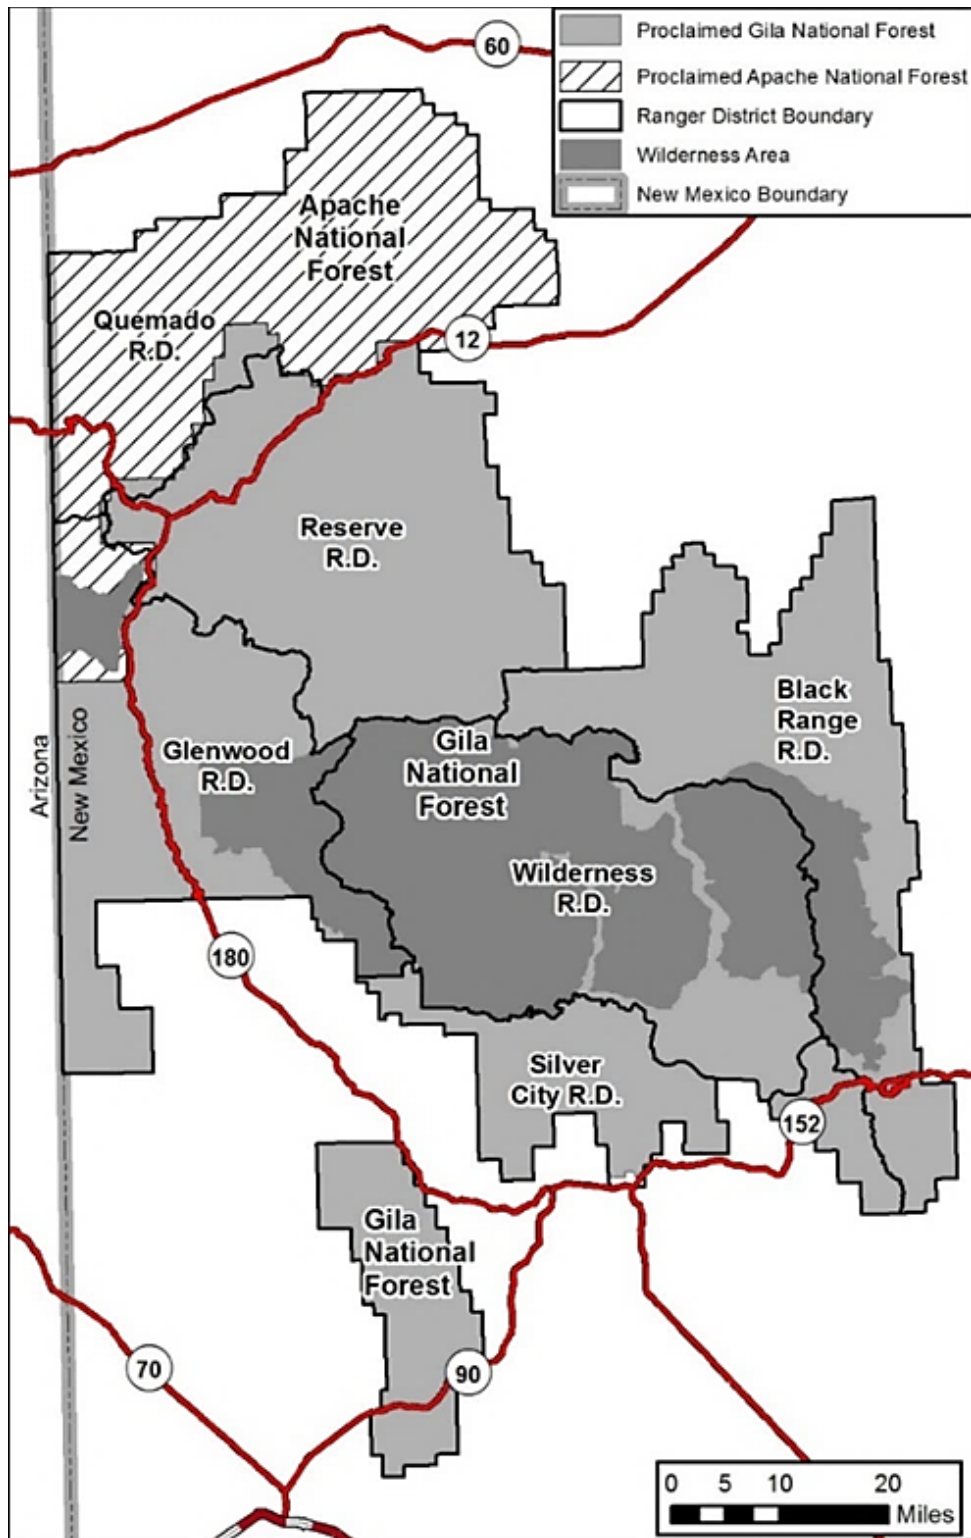 60
Proclaimed Gila National Forest
Proclaimed Apache National Forest
Ranger District Boundary
Wilderness Area
New Mexico Boundary
Apache
National
Forest
Quemado
R.D.
12
Reserve
R.D.
Black
Range
R.D.
Glenwood
R.D.
Gila
National
Forest
Arizona
New Mexico
Wilderness
R.D.
180
Silver
City R.D.
152
Gila
National
Forest
70
90
0 5 10 20
Miles